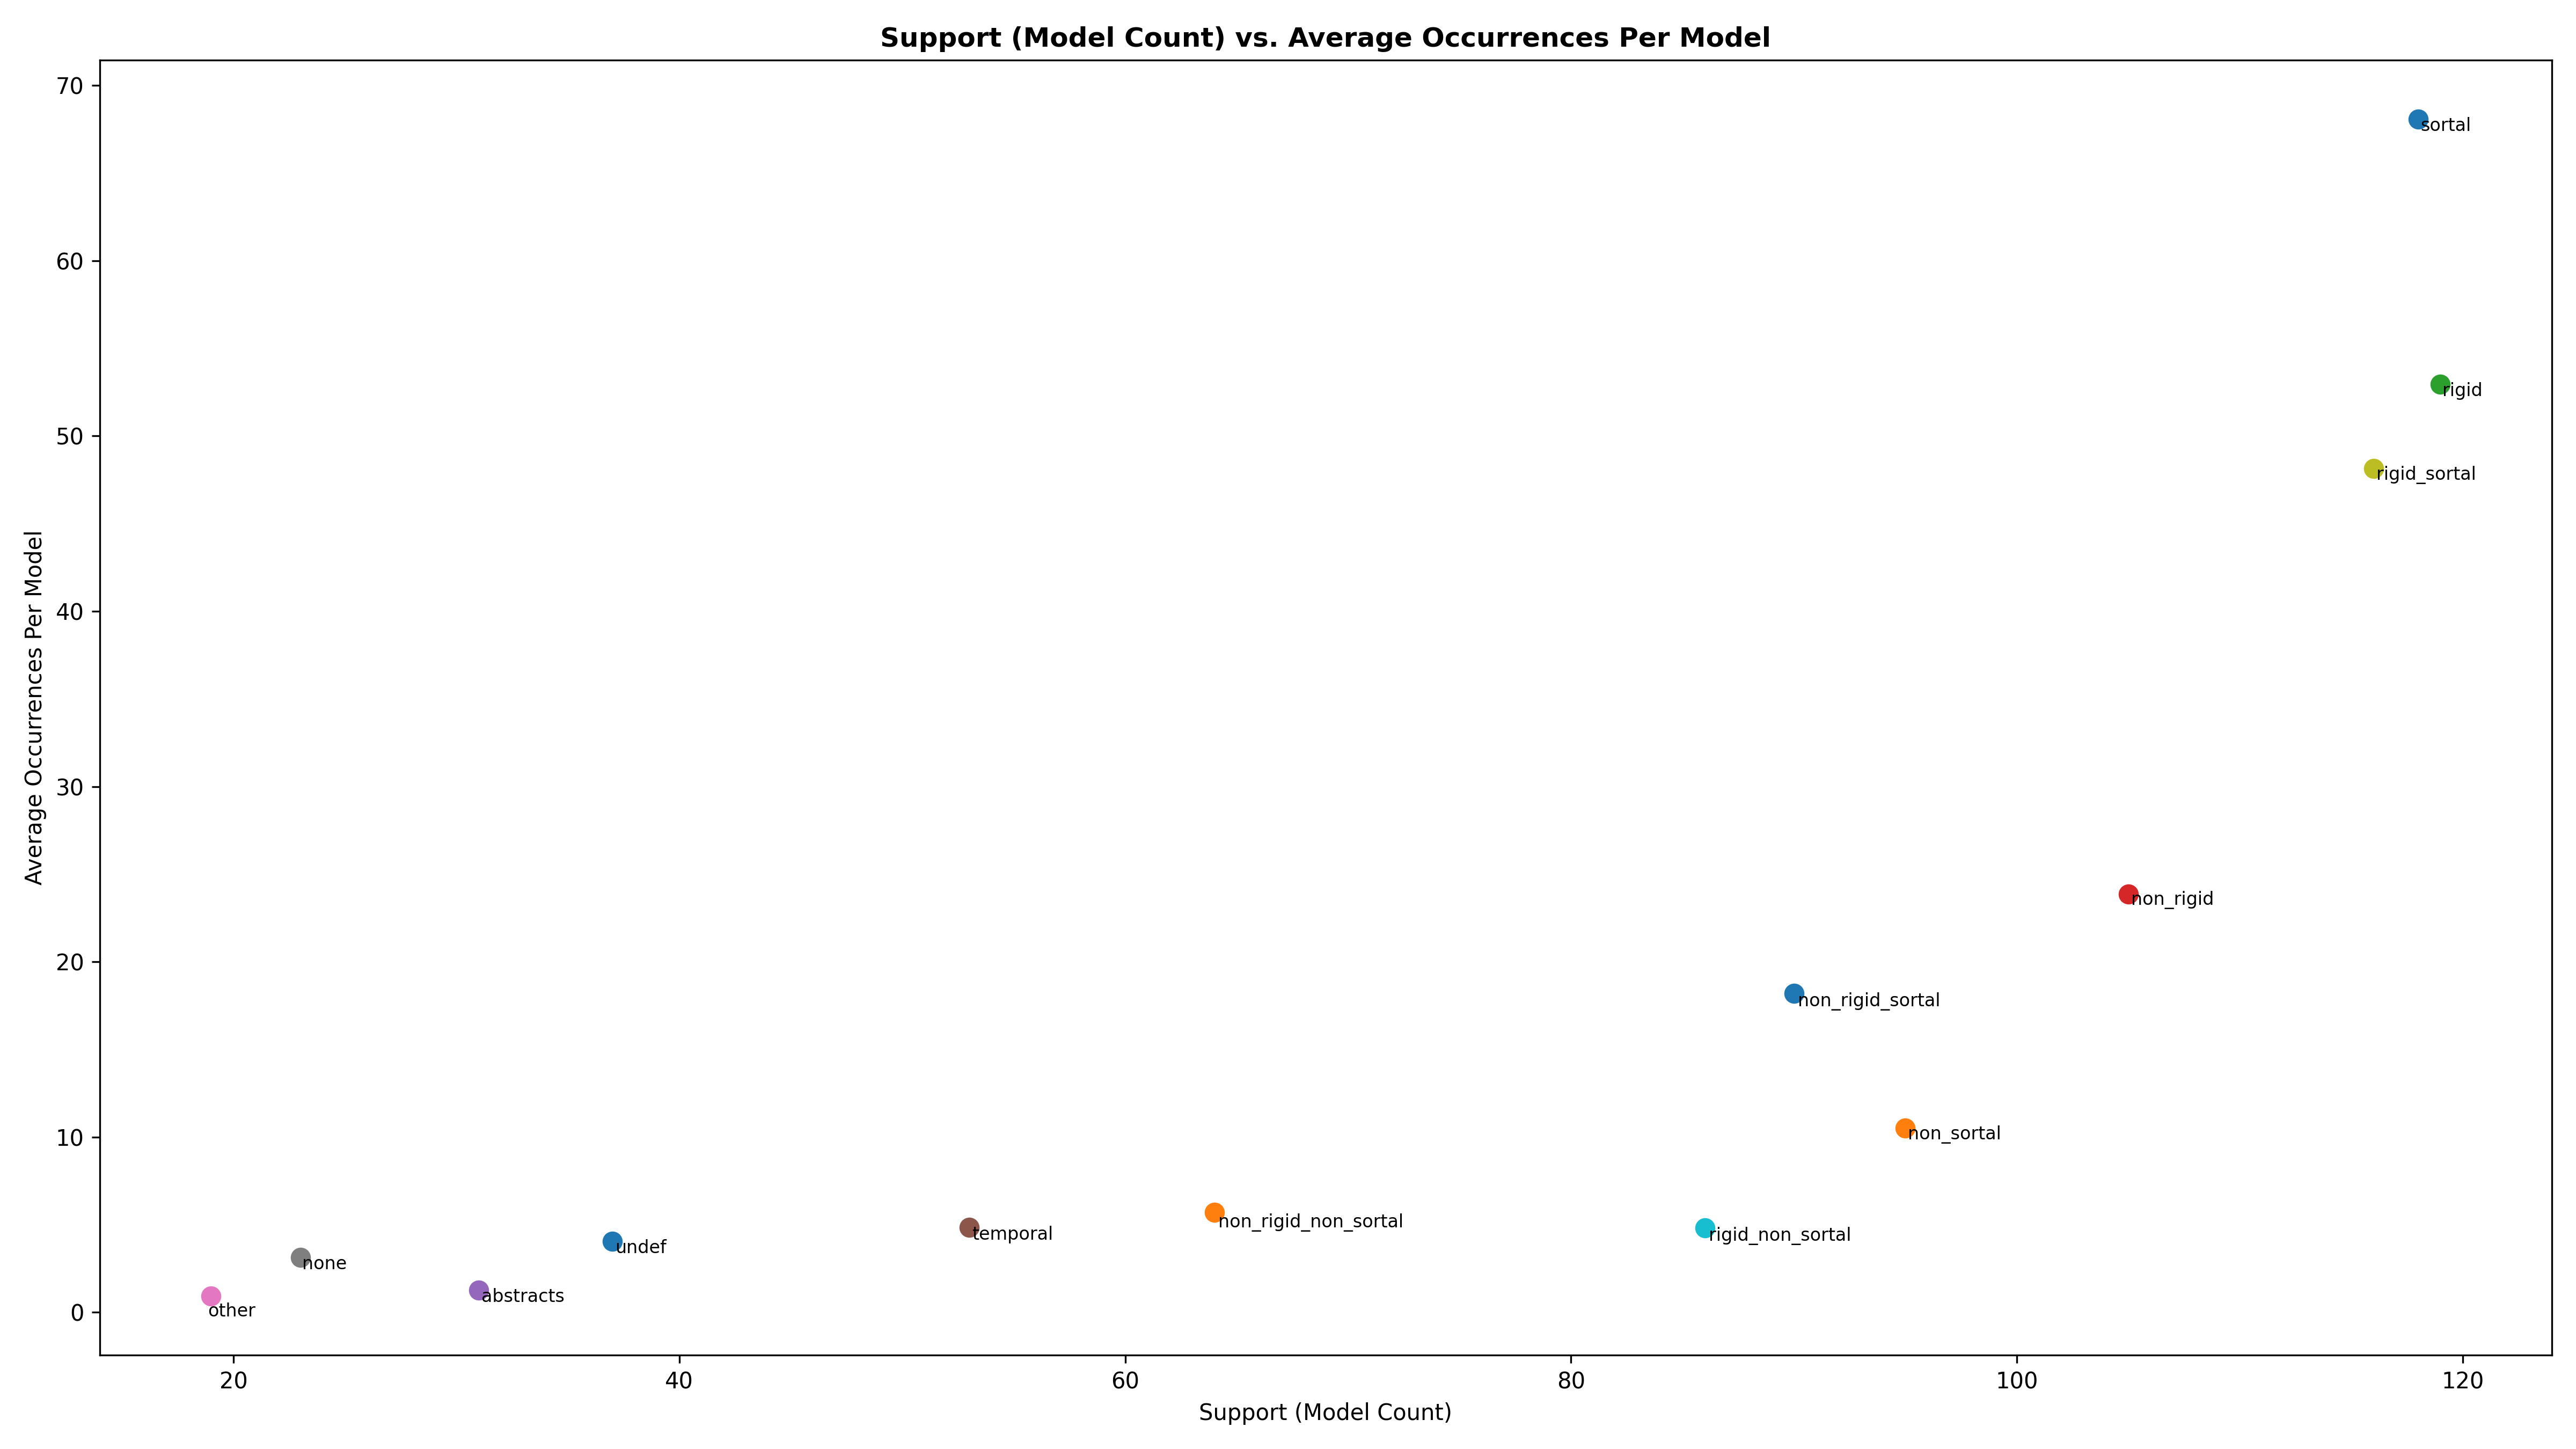 Support (Model Count) vs. Average Occurrences Per Model
70
60
50
40
30
20
10
0
Average Occurrences Per Model
sortal
rigid
rigid_sortal
non_rigid
non_rigid_sortal
non_sortal
non_rigid_non_sortal
temporal
rigid_non_sortal
undef
none
abstracts
other
20
40
60
80
100
120
Support (Model Count)